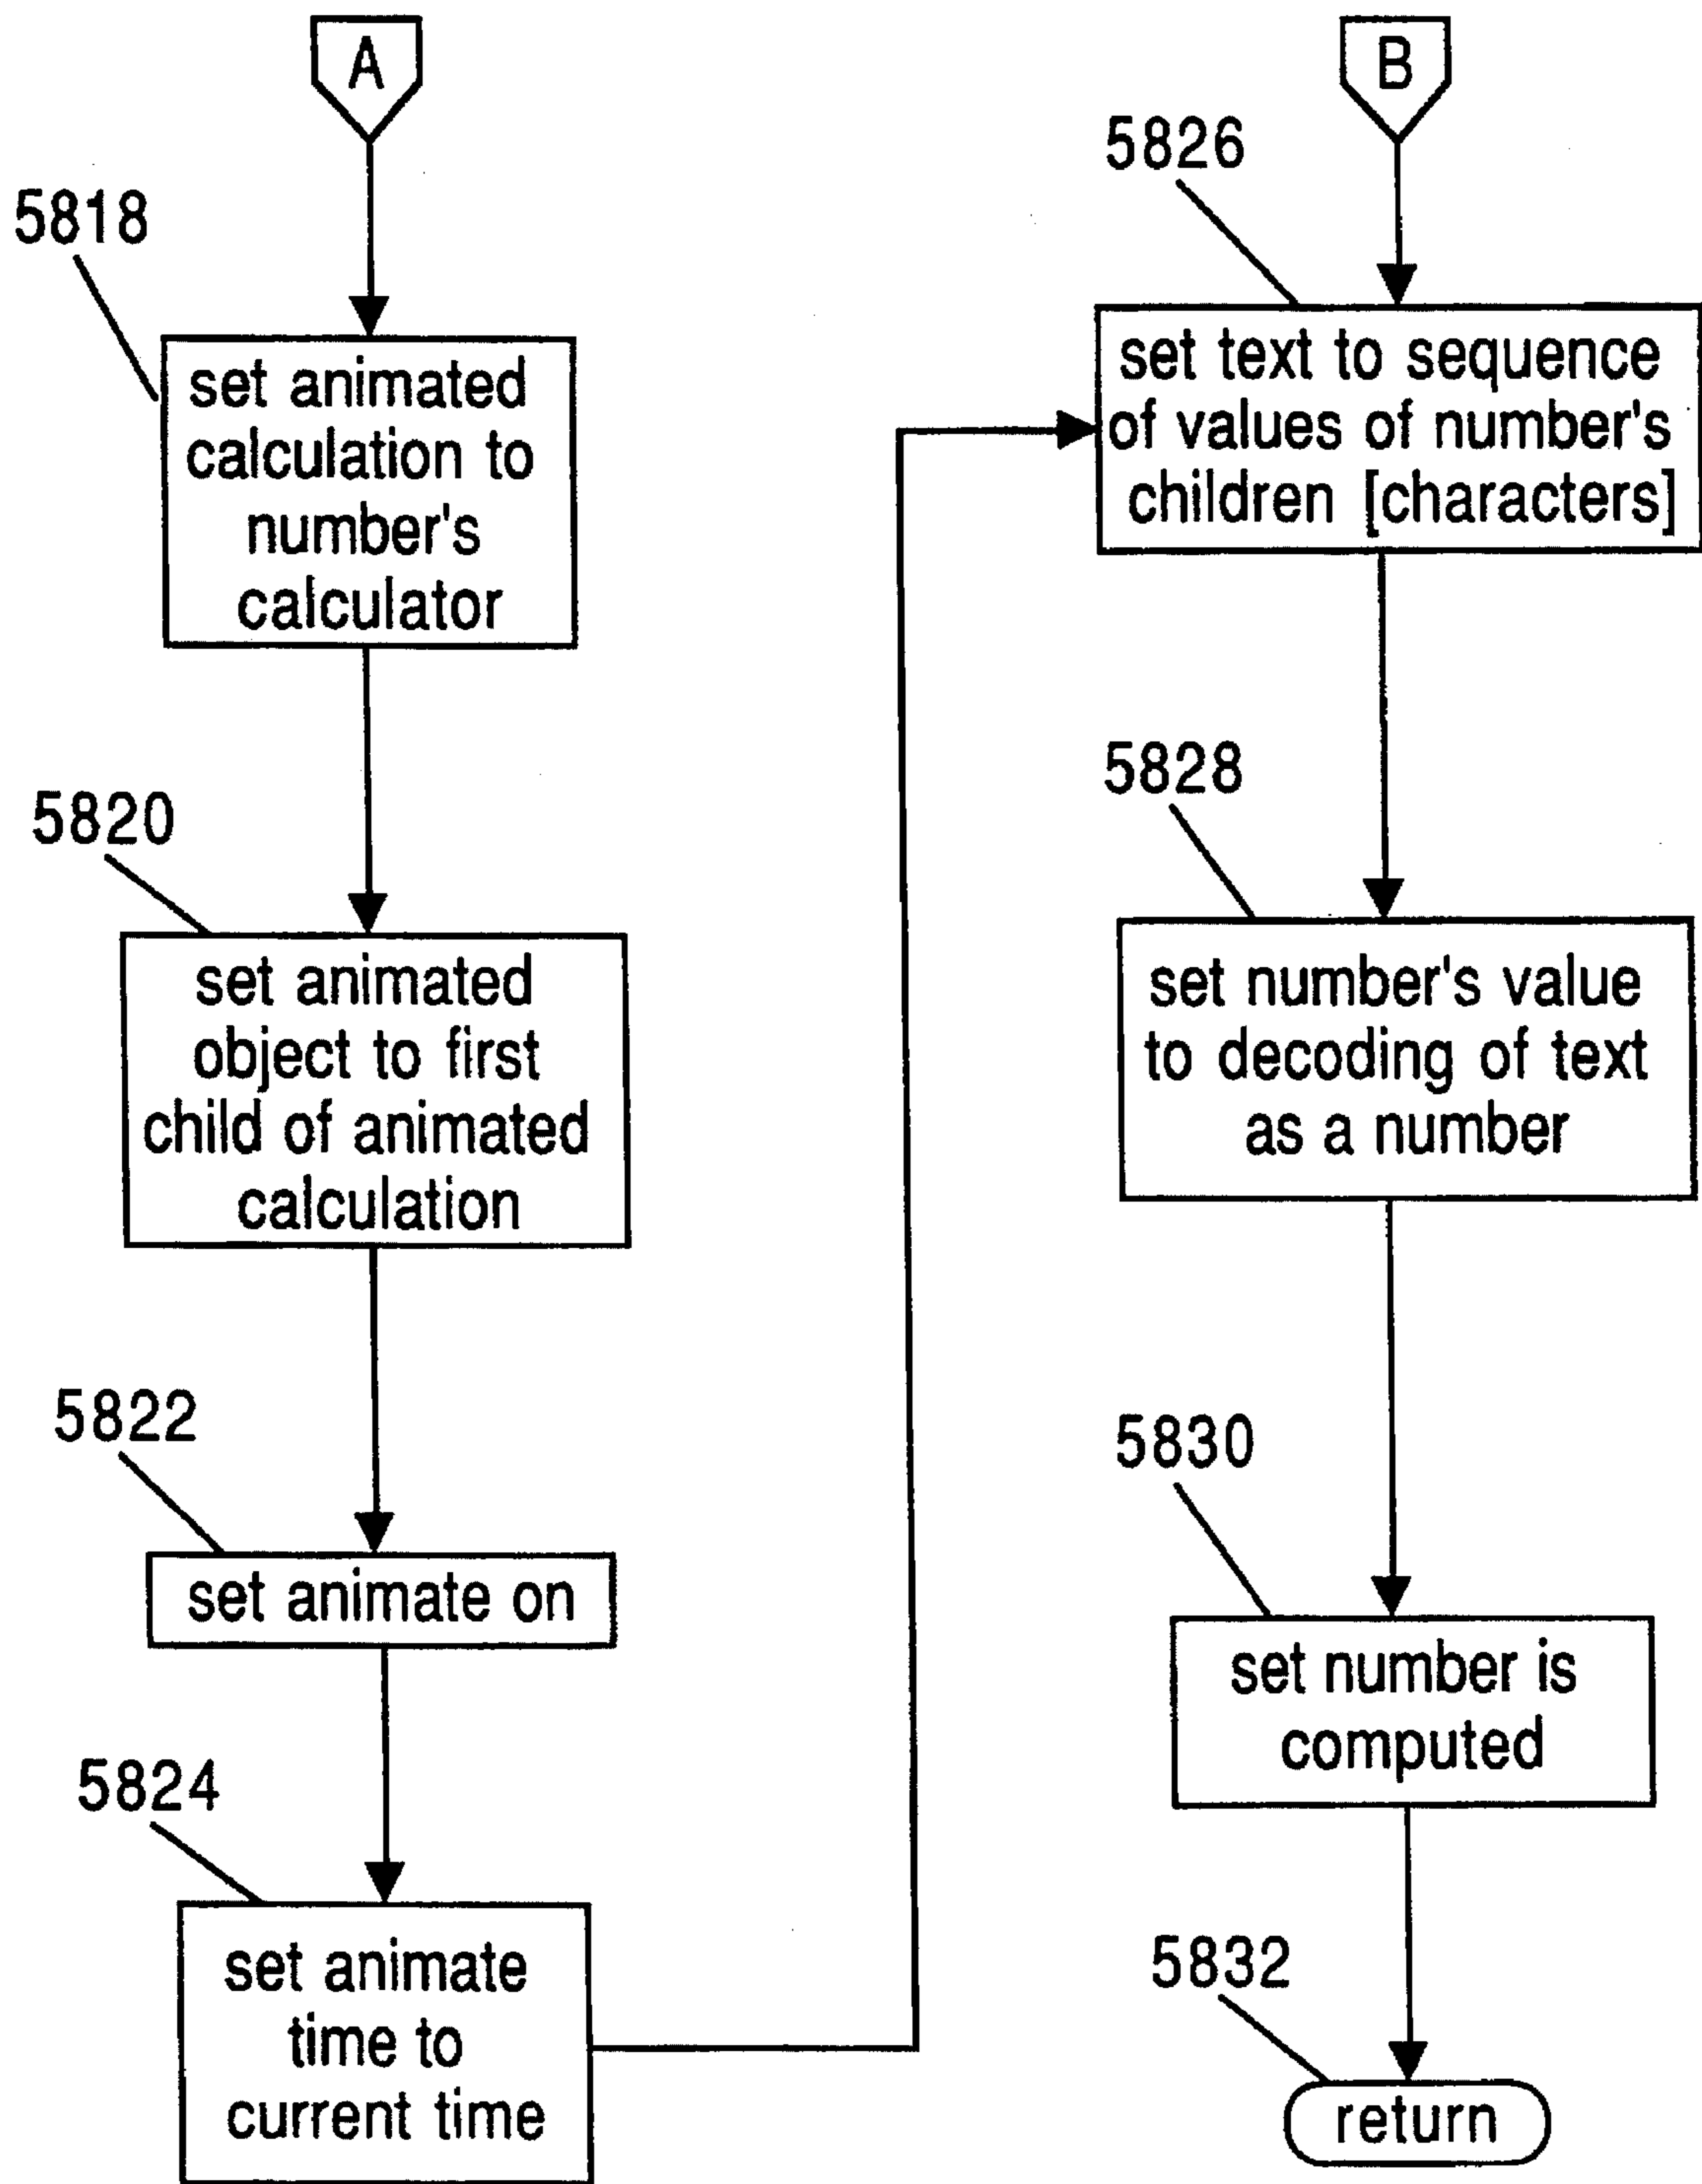 A
5818
set animated
calculation to
number's
calculator
5820
set animated
object to first
child of animated
calculation
5822
set animate on
5824
set animate
time to
current time
B
5826
set text to sequence
of values of number's
children [characters]
5828
set number's value
to decoding of text
as a number
5830
set number is
computed
5832
return